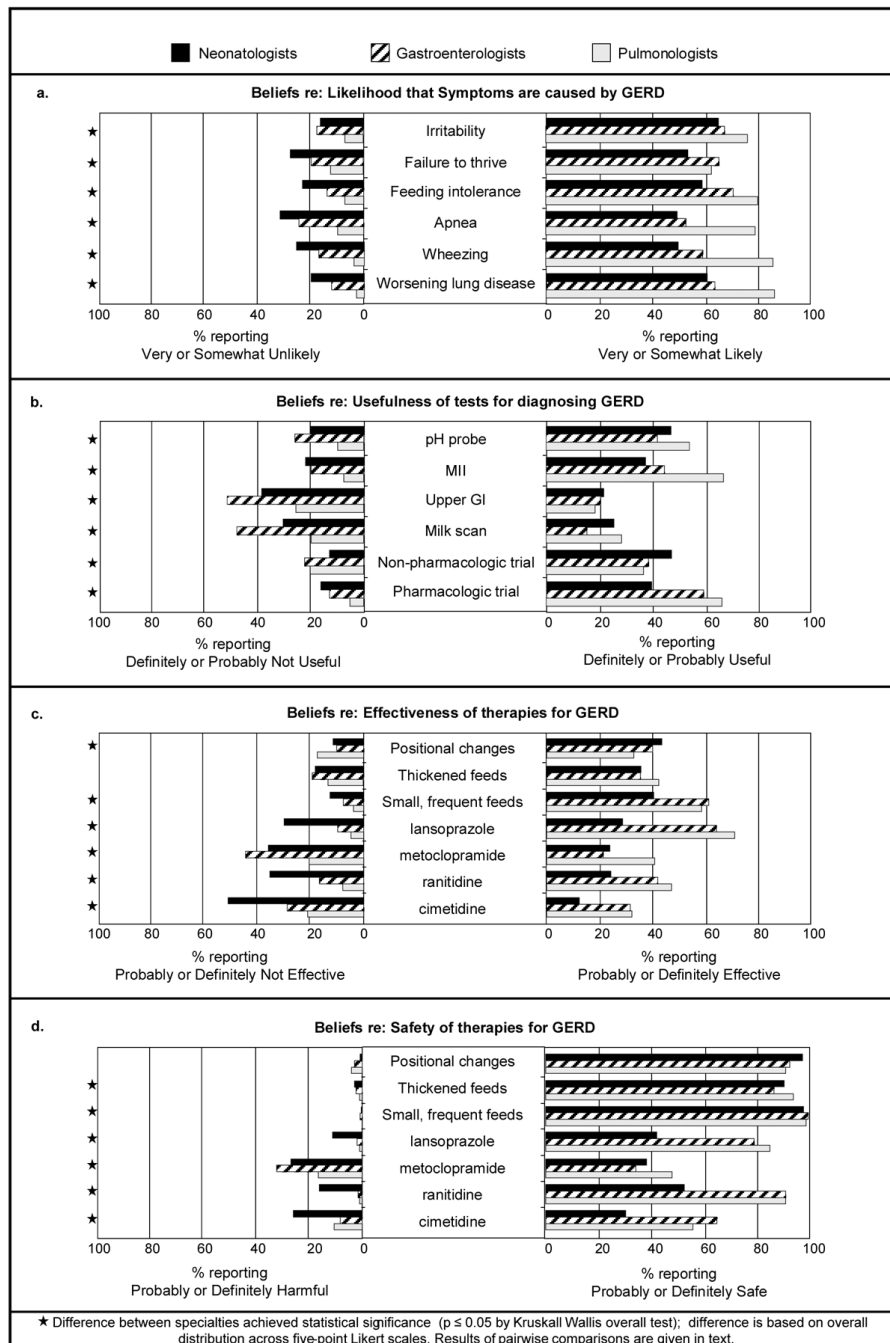 Neonatologists Gastroenterologists Pulmonologists
a. Beliefs re: Likelihood that Symptoms are caused by GERD
★ Irritability
★ Failure to thrive
★ Feeding intolerance
★ Apnea
★ Wheezing
★ Worsening lung disease
100 80 60 40 20 0 0 20 40 60 80 100
% reporting % reporting
Very or Somewhat Unlikely Very or Somewhat Likely
b. Beliefs re: Usefulness of tests for diagnosing GERD
★ pH probe
★ MII
★ Upper GI
★ Milk scan
★ Non-pharmacologic trial
★ Pharmacologic trial
100 80 60 40 20 0 0 20 40 60 80 100
% reporting % reporting
Definitely or Probably Not Useful Definitely or Probably Useful
c. Beliefs re: Effectiveness of therapies for GERD
★ Positional changes
Thickened feeds
★ Small, frequent feeds
★ lansoprazole
★ metoclopramide
★ ranitidine
★ cimetidine
100 80 60 40 20 0 0 20 40 60 80 100
% reporting % reporting
Probably or Definitely Not Effective Probably or Definitely Effective
d. Beliefs re: Safety of therapies for GERD
Positional changes
★ Thickened feeds
★ Small, frequent feeds
★ lansoprazole
★ metoclopramide
★ ranitidine
★ cimetidine
100 80 60 40 20 0 0 20 40 60 80 100
% reporting % reporting
Probably or Definitely Harmful Probably or Definitely Safe
★ Difference between specialties achieved statistical significance (p ≤ 0.05 by Kruskall Wallis overall test); difference is based on overall
distribution across five-point Likert scales. Results of pairwise comparisons are given in text.